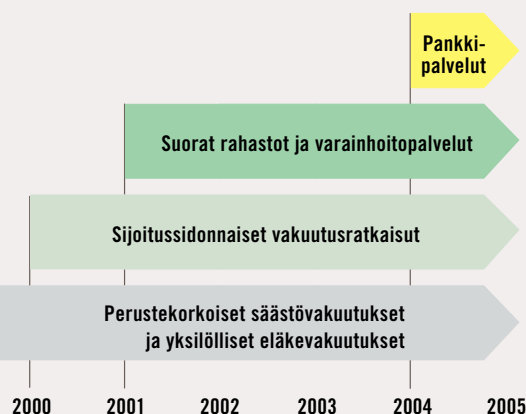 Pankki-
palvelut
Suorat rahastot ja varainhoitopalvelut
Sijoitussidonnaiset vakuutusratkaisut
Perustekorkoiset säästövakuutukset
ja yksilölliset eläkevakuutukset
2000 2001 2002 2003 2004 2005